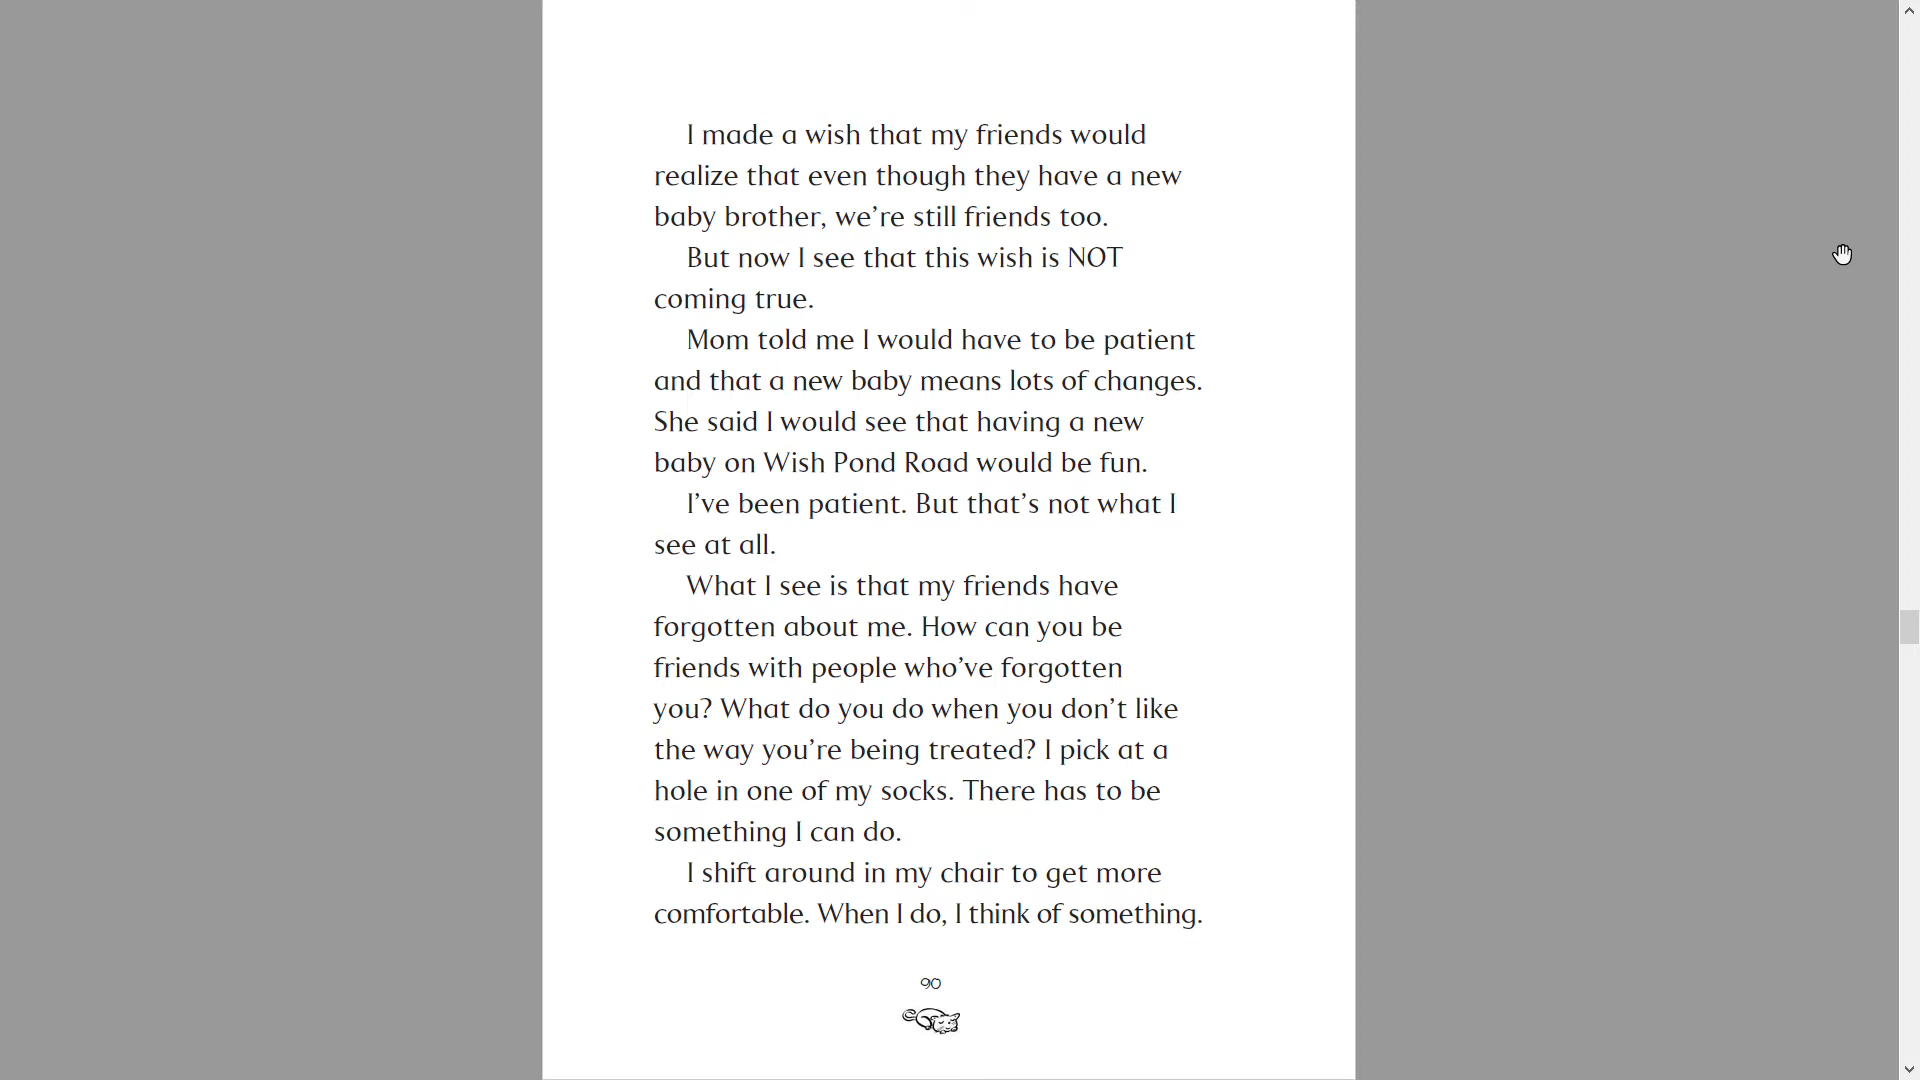 I made a wish that my friends would
realize that even though they have a new
baby brother, we’re still friends too.
But now I see that this wish is NOT
coming true.
Mom told me I would have to be patient
and that a new baby means lots of changes.
She said I would see that having a new
baby on Wish Pond Road would be fun.
I’ve been patient. But that’s not what I
see at all.
What I see is that my friends have
forgotten about me. How can you be
friends with people who’ve forgotten
you? What do you do when you don’t like
the way you’re being treated? I pick at a
hole in one of my socks. There has to be
something I can do.
I shift around in my chair to get more
comfortable. When I do, I think of something.
90